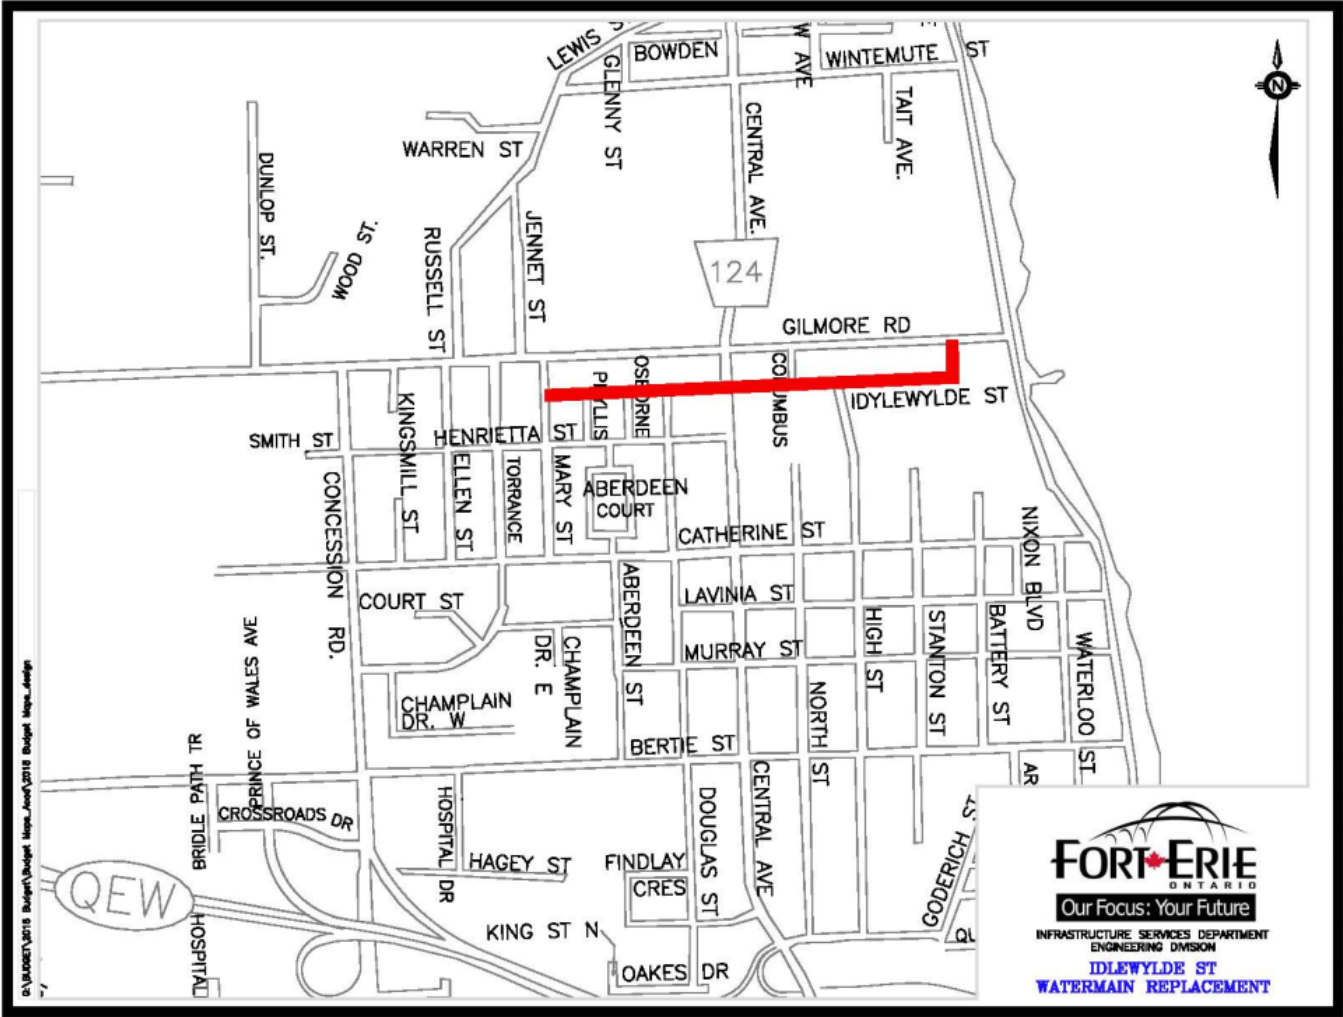 LEWIS S
BOWDEN
W AVE
WINTEMUTE ST
GLENNY ST
TAIT AVE.
CENTRAL AVE.
N
WARREN ST
DUNLOP ST.
WOOD ST.
RUSSELL ST
JENNET ST
124
GILMORE RD
OSBORNE
PHYLLIS
COLUMBUS
IDYLEWYLDE ST
KINGSMILL ST
SMITH ST
HENRIETTA ST
CONCESSION RD.
ELLEN ST
TORRANCE
MARY ST
ABERDEEN
COURT
CATHERINE ST
NIXON BLVD
COURT ST
ABERDEEN ST
LAVINIA ST
HIGH ST
STANTON ST
BATTERY ST
WATERLOO ST
MURRAY ST
PRINCE OF WALES AVE
DR. E
CHAMPLAIN
CHAMPLAIN
DR. W
NORTH ST
BERTIE ST
BRIDLE PATH TR
CROSSROADS DR
HOSPITAL DR
DOUGLAS ST
CENTRAL AVE
AR
GODERICH ST
HAGEY ST
FINDLAY
CRES
QEW
HOSPITAL
KING ST N
OAKES DR
QU
FORT ERIE
ONTARIO
Our Focus: Your Future
INFRASTRUCTURE SERVICES DEPARTMENT
ENGINEERING DIVISION
IDLEWYLDE ST
WATERMAIN REPLACEMENT